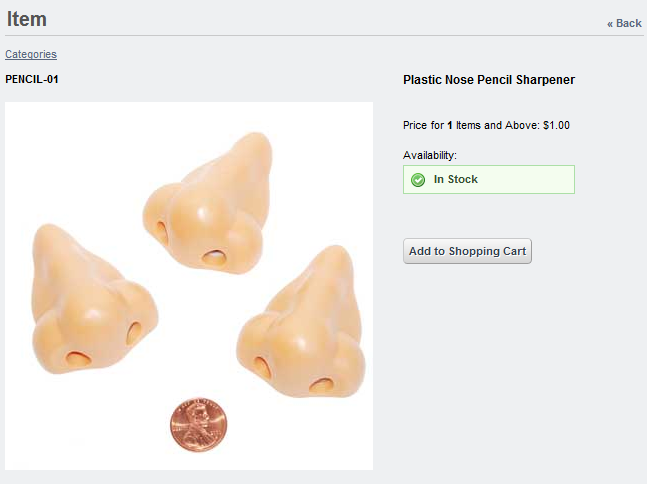 Item
« Back
Categories
PENCIL-01
Plastic Nose Pencil Sharpener
Price for 1 Items and Above: $1.00
Availability:
In Stock
Add to Shopping Cart